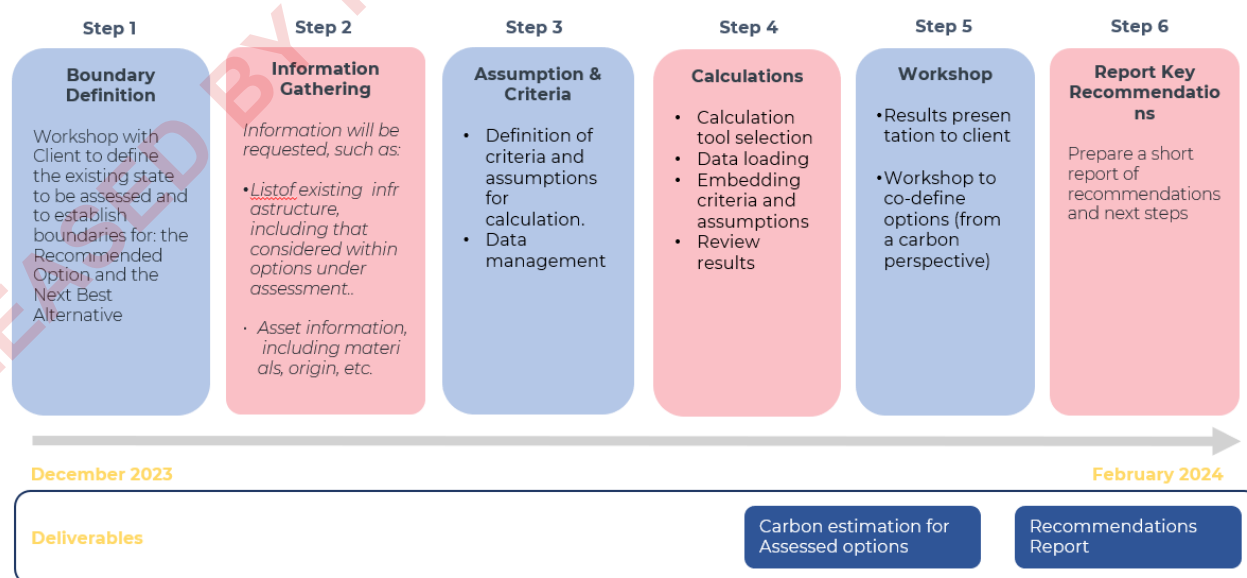 Step 1
Step 2
Step 3
Step 4
Step 5
Step 6
Boundary
Definition
Workshop with
Client to define
the existing state
to be assessed and
to establish
boundaries for: the
Recommended
Option and the
Next Best
Alternative
Information
Gathering
Information will be
requested, such as:
•Listof existing infr
astructure,
including that
considered within
options under
assessment..
· Asset information,
including materi
als, origin, etc.
Assumption &
Criteria
• Definition of
criteria and
assumptions
for
calculation.
• Data
management
Calculations
• Calculation
tool selection
• Data loading
• Embedding
criteria and
assumptions
• Review
results
Workshop
•Results presen
tation to client
•Workshop to
co-define
options (from
a carbon
perspective)
Report Key
Recommendatio
ns
Prepare a short
report of
recommendations
and next steps
December 2023
February 2024
Deliverables
Carbon estimation for
Assessed options
Recommendations
Report